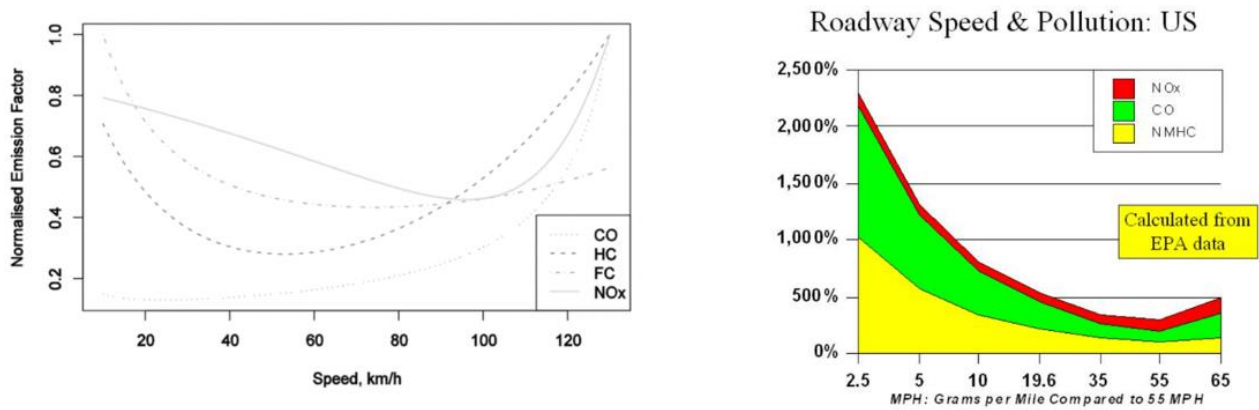 Normalised Emission Factor
1.0
0.8
0.6
0.4
0.2
CO
HC
FC
NOx
20 40 60 80 100 120
Speed, km/h
Roadway Speed & Pollution: US
2,500%
2,000%
1,500%
1,000%
500%
0%
NOx
CO
NMHC
Calculated from
EPA data
2.5 5 10 19.6 35 55 65
MPH: Grams per Mile Compared to 55 MPH